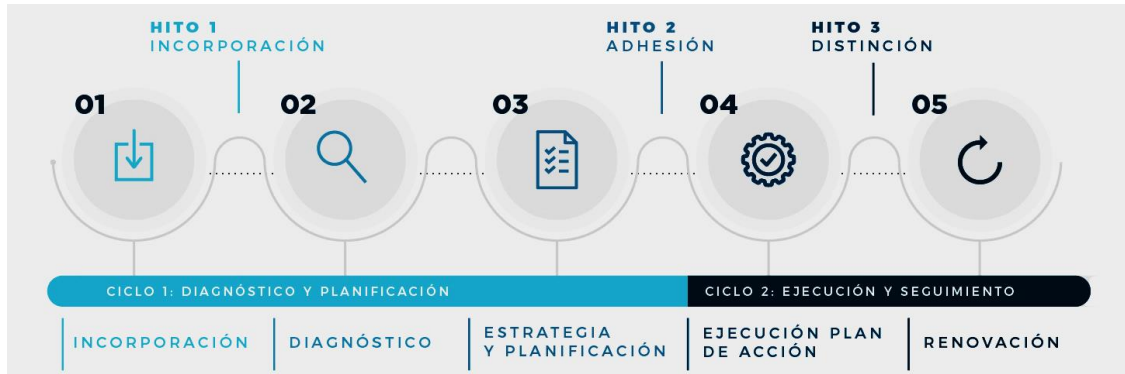 HITO 1
INCORPORACIÓN
HITO 2
ADHESIÓN
HITO 3
DISTINCIÓN
01
02
03
04
05
CICLO 1: DIAGNÓSTICO Y PLANIFICACIÓN
CICLO 2: EJECUCIÓN Y SEGUIMIENTO
INCORPORACIÓN
DIAGNÓSTICO
ESTRATEGIA
Y PLANIFICACIÓN
EJECUCIÓN PLAN
DE ACCIÓN
RENOVACIÓN